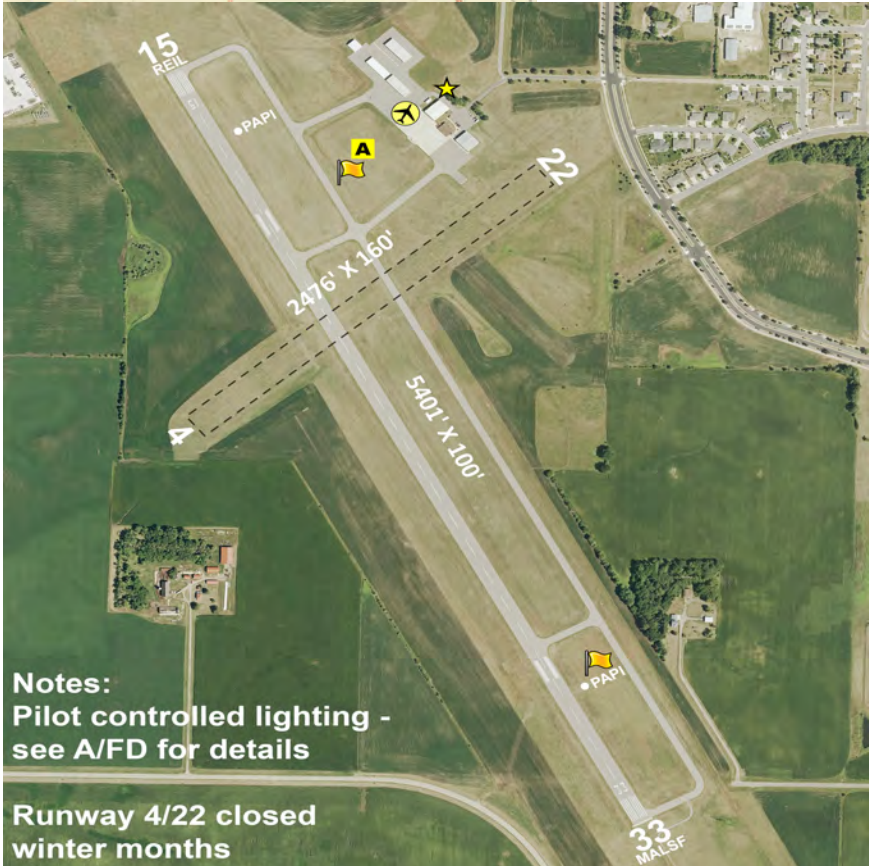 15
REIL
PAPI
A
22
2476' X 160'
4
5401' X 100'
PAPI
Notes:
Pilot controlled lighting -
see A/FD for details
Runway 4/22 closed
winter months
33
MALSF